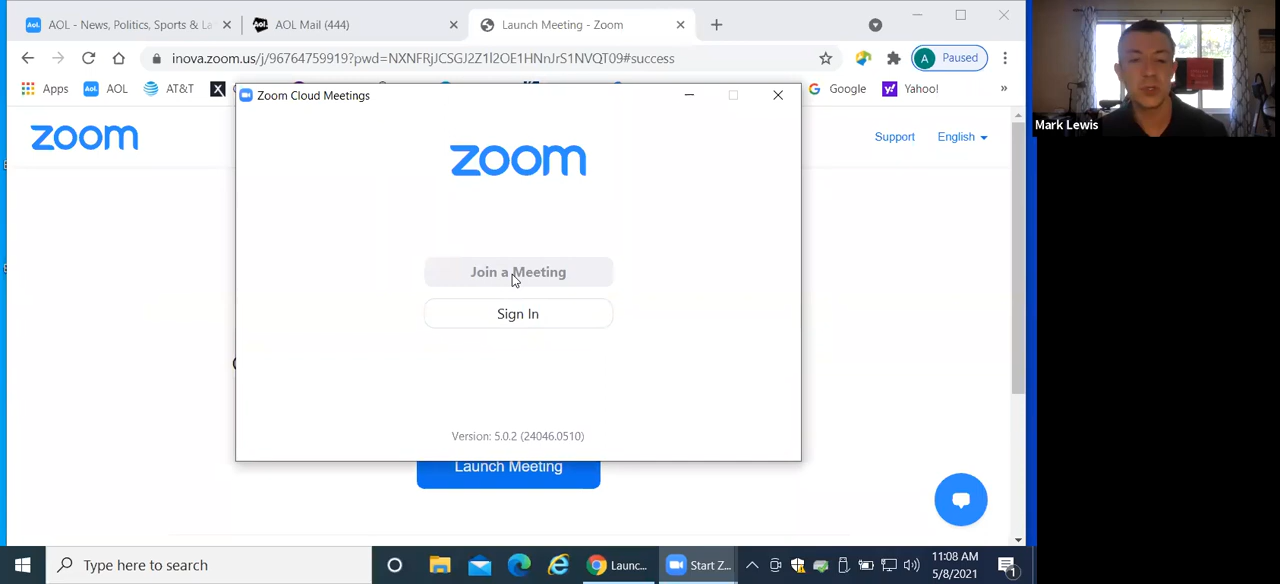 AOL - News, Politics, Sports & La
AOL Mail (444)
Launch Meeting - Zoom
inova.zoom.us/j/96764759919?pwd=NXNFRjJCSGJ2Z1l2OE1HNnJrS1NVQT09#success
A Paused
Apps
Aol.
AOL
AT&T
X
Google
Yahoo!
»
Mark Lewis
Zoom Cloud Meetings
zoom
Support
English
zoom
Join a Meeting
Sign In
Version: 5.0.2 (24046.0510)
Launch Meeting
Type here to search
Launc...
Start Z...
11:08 AM
5/8/2021
1